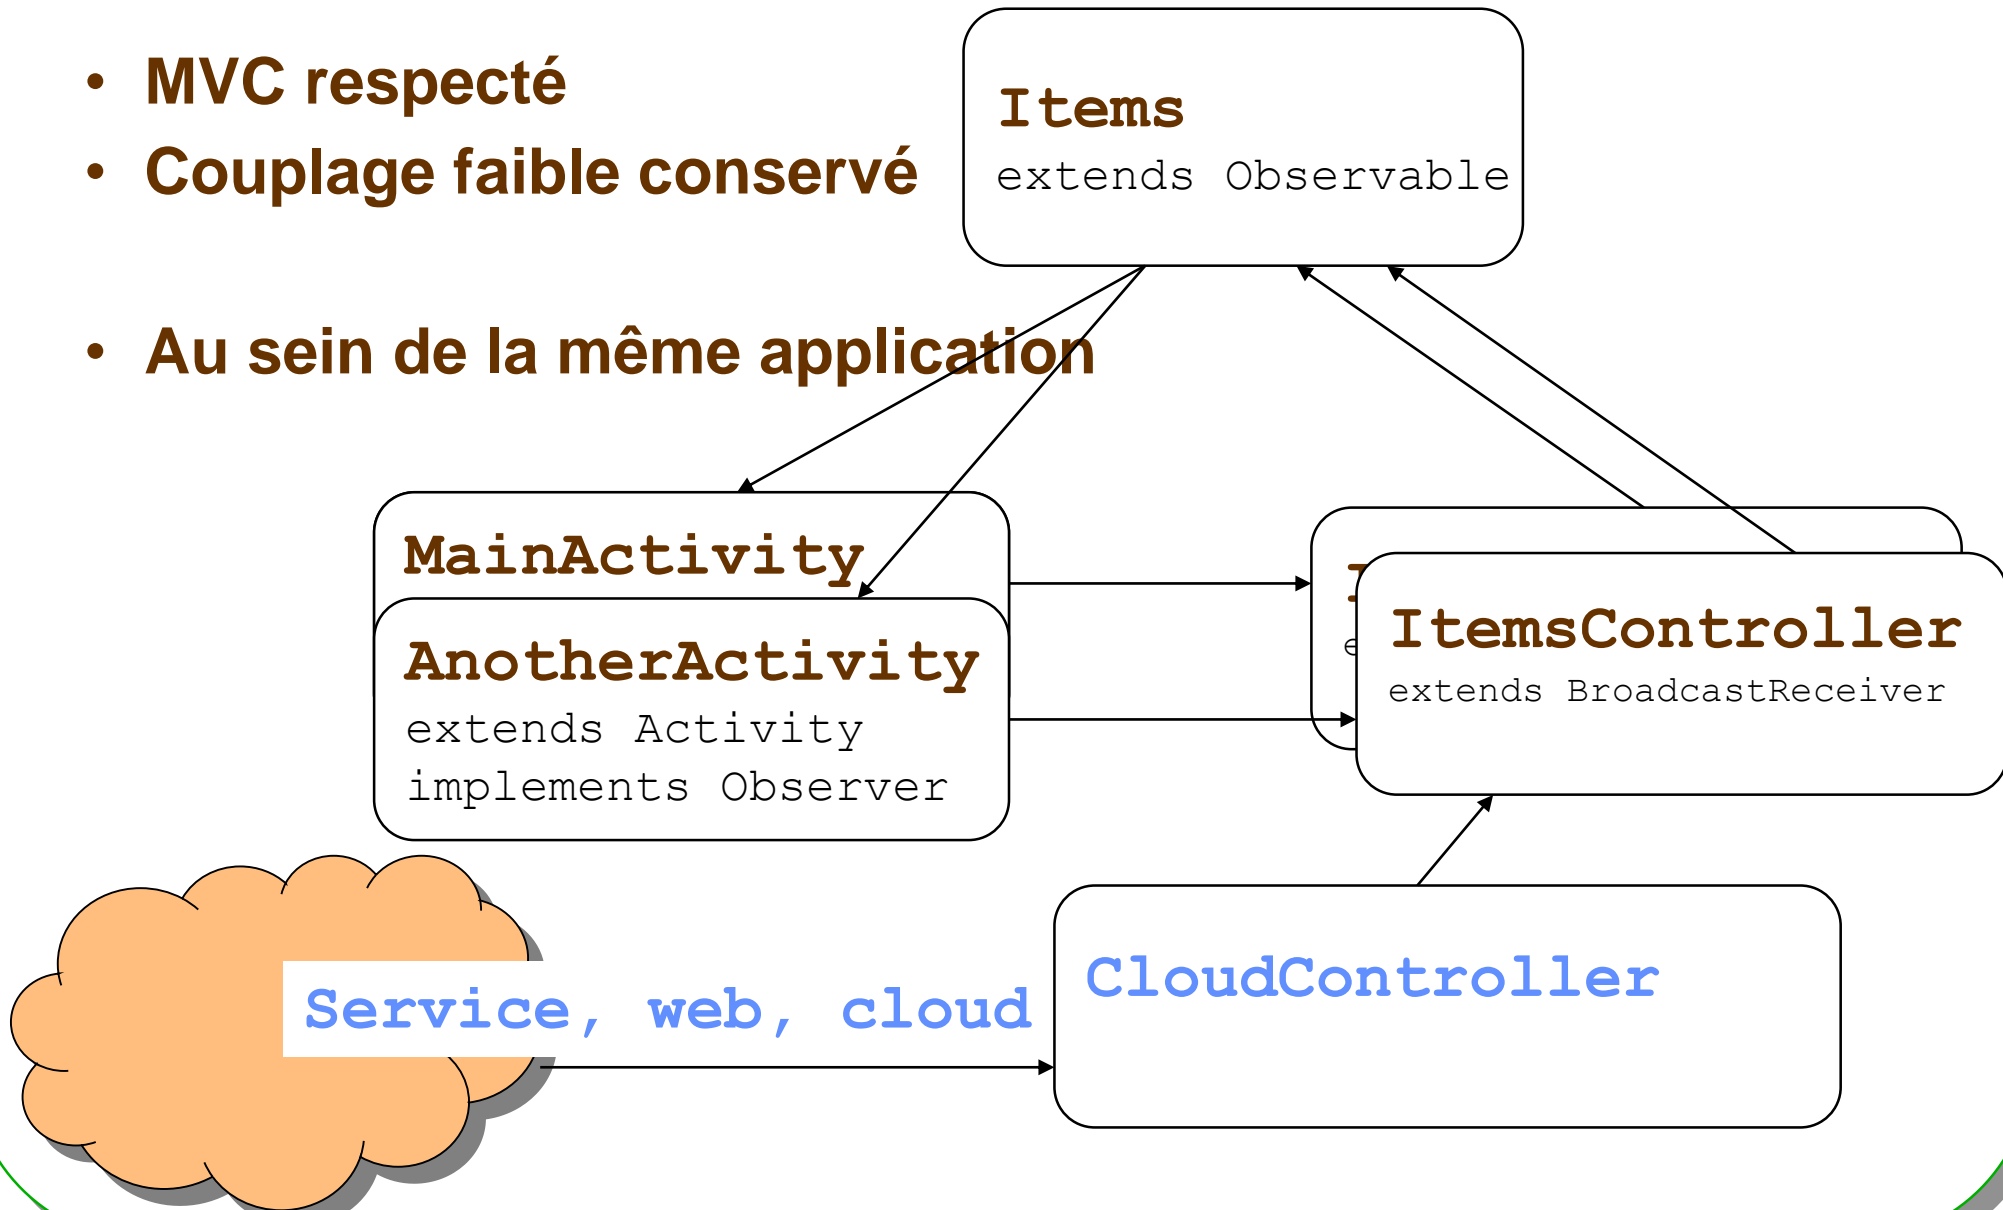 • MVC respecté
• Couplage faible conservé
• Au sein de la même application
Items
extends Observable
MainActivity
AnotherActivity
extends Activity
implements Observer
ItemsController
extends BroadcastReceiver
Service, web, cloud
CloudController